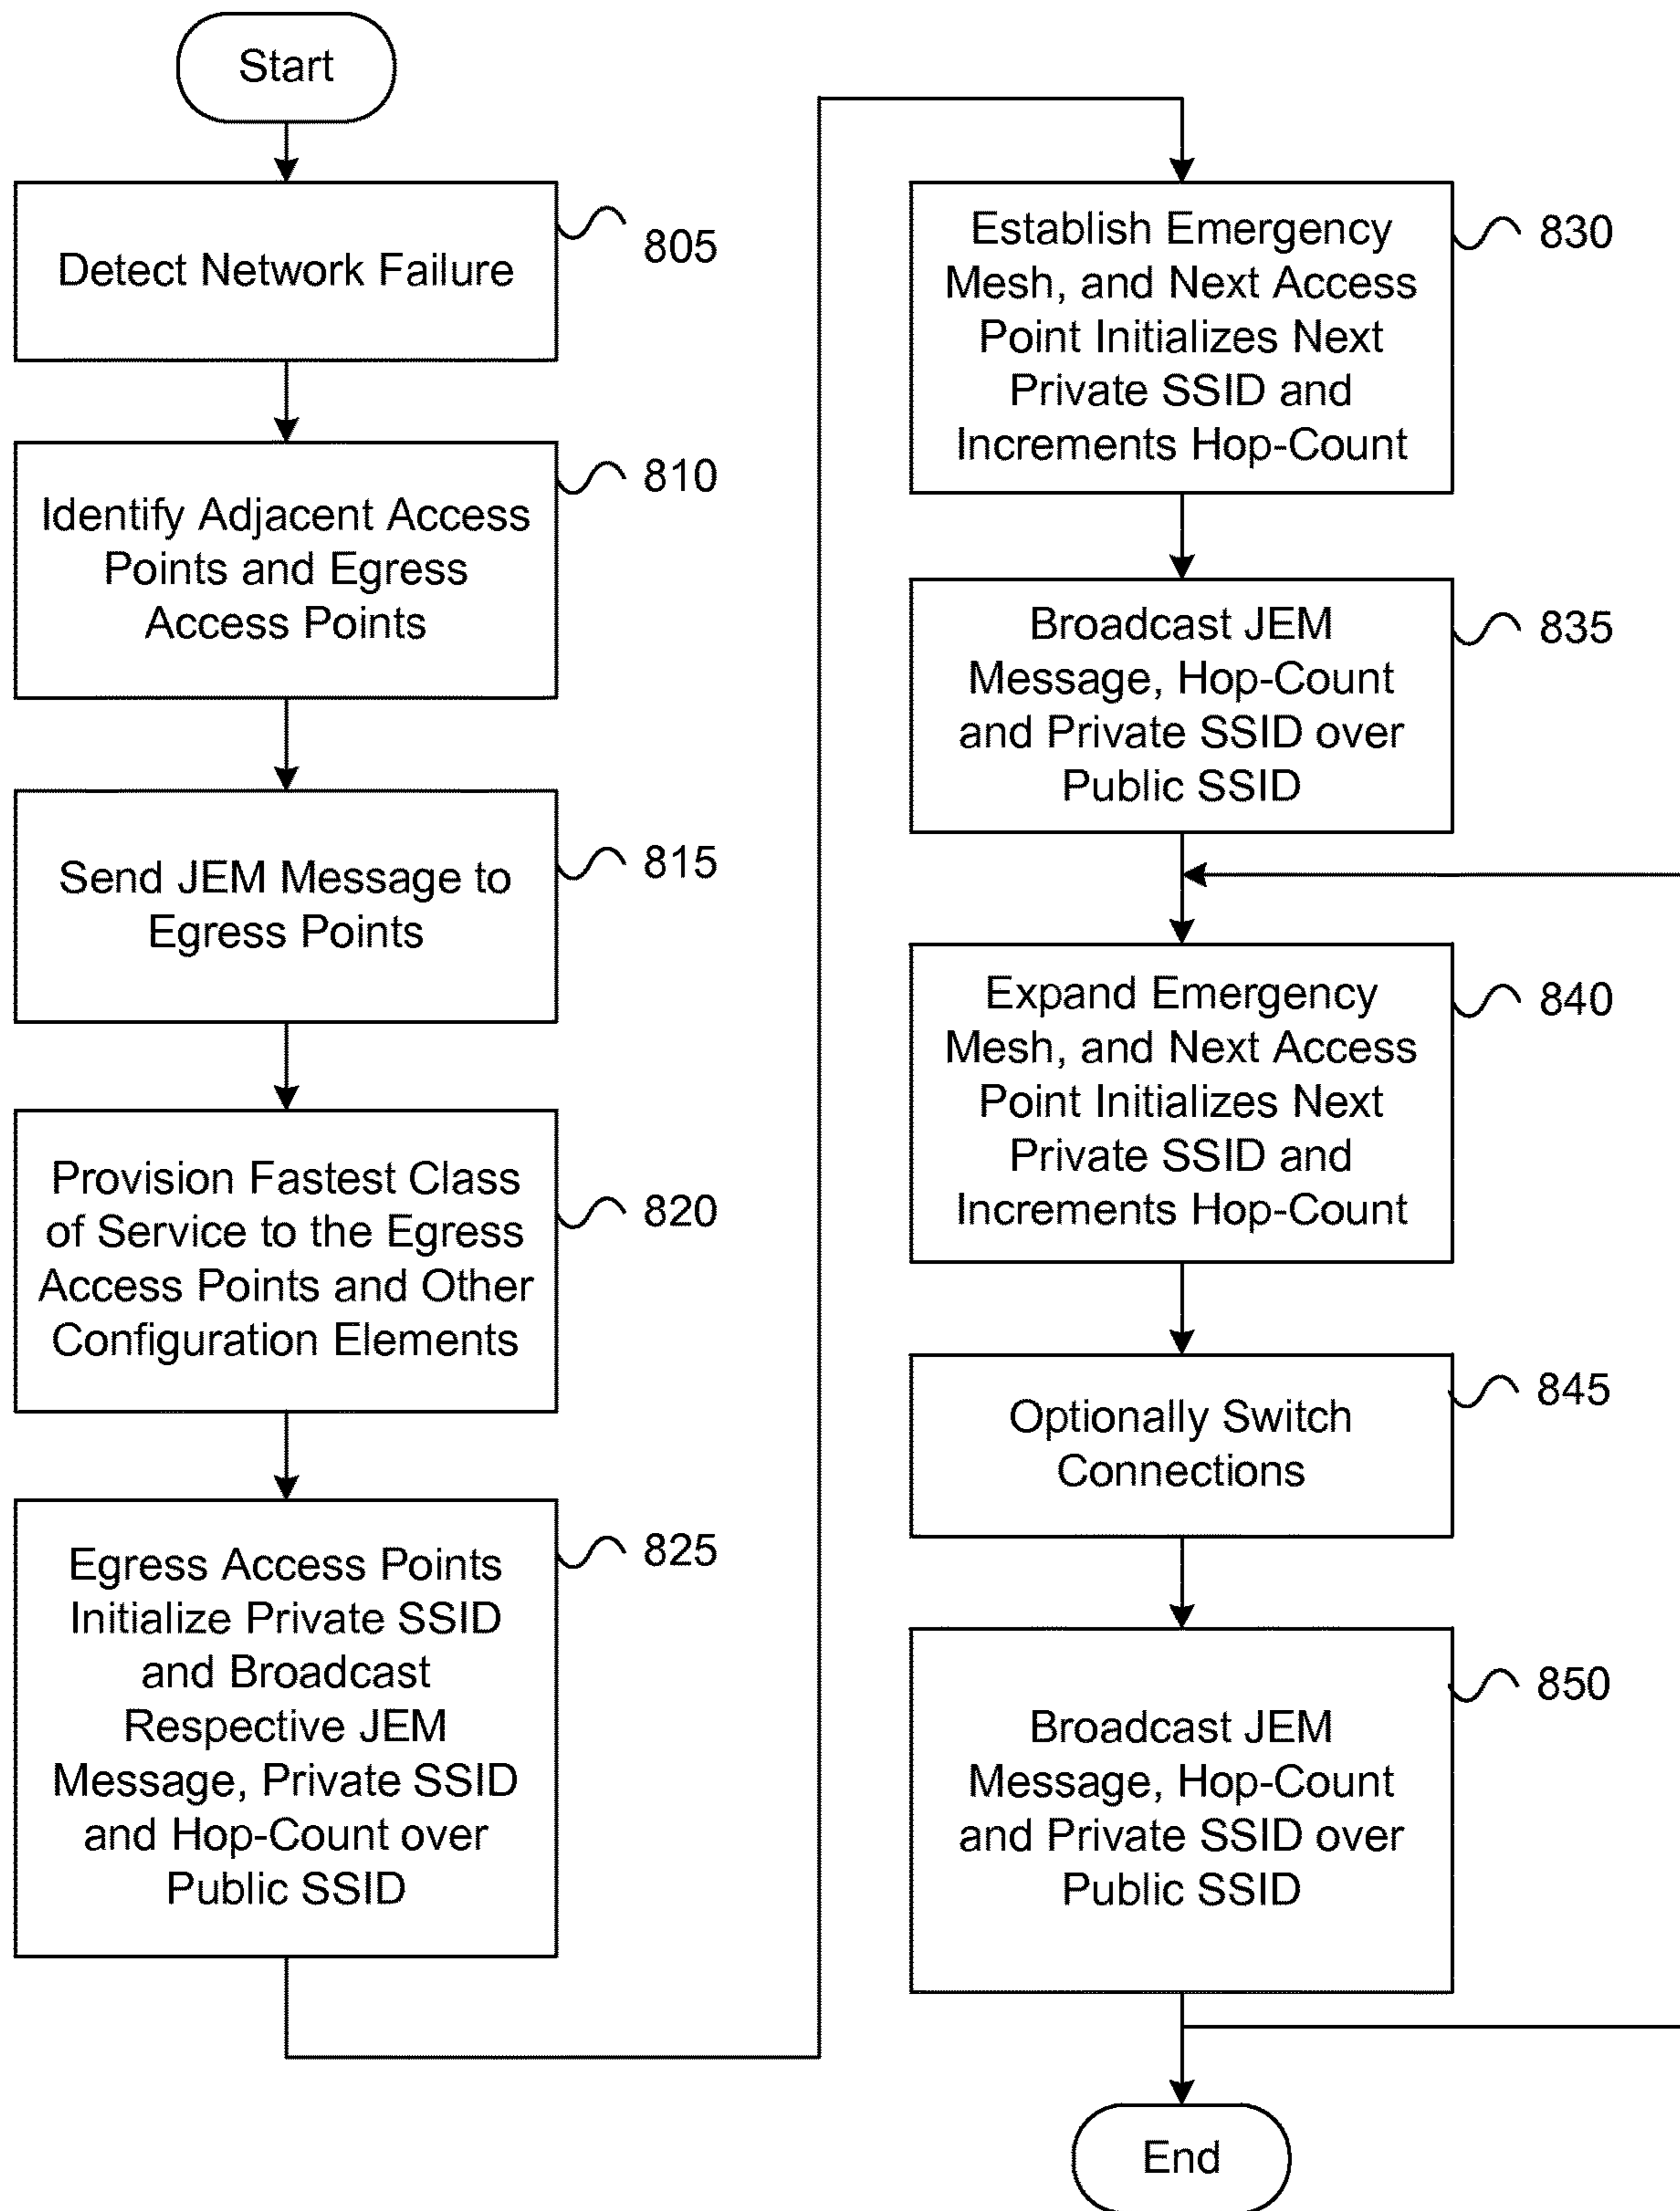 Start
Detect Network Failure
805
Identify Adjacent Access
Points and Egress
Access Points
810
Send JEM Message to
Egress Points
815
Provision Fastest Class
of Service to the Egress
Access Points and Other
Configuration Elements
820
Egress Access Points
Initialize Private SSID
and Broadcast
Respective JEM
Message, Private SSID
and Hop-Count over
Public SSID
825
Establish Emergency
Mesh, and Next Access
Point Initializes Next
Private SSID and
Increments Hop-Count
830
Broadcast JEM
Message, Hop-Count
and Private SSID over
Public SSID
835
Expand Emergency
Mesh, and Next Access
Point Initializes Next
Private SSID and
Increments Hop-Count
840
Optionally Switch
Connections
845
Broadcast JEM
Message, Hop-Count
and Private SSID over
Public SSID
850
End